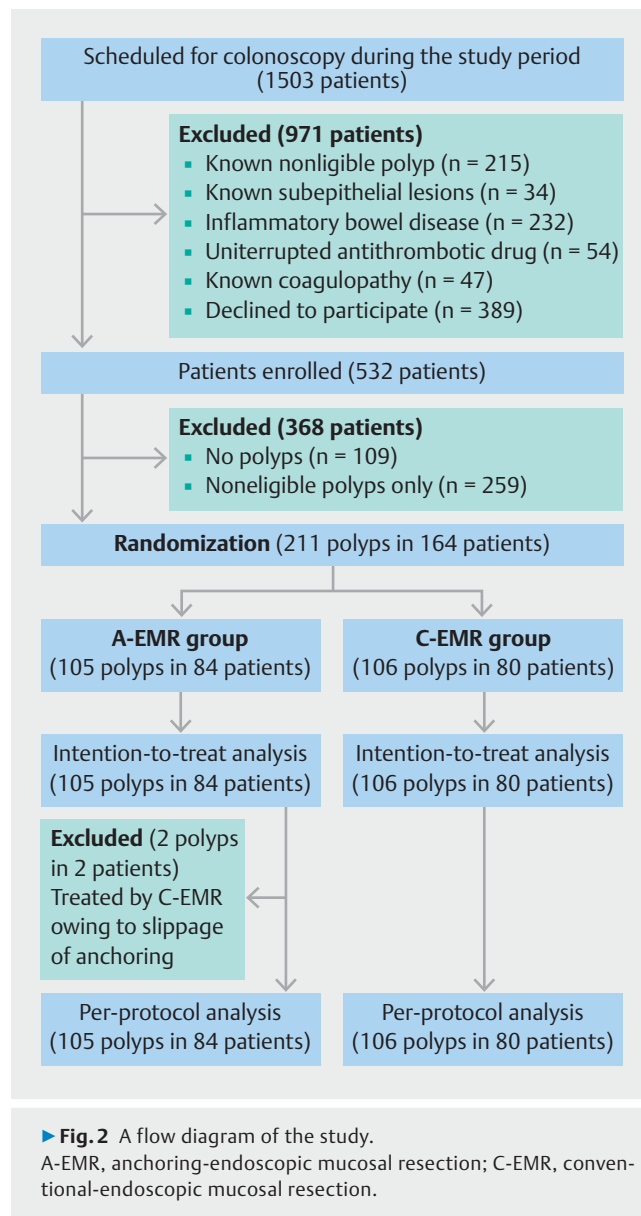 Scheduled for colonoscopy during the study period
(1503 patients)
Excluded (971 patients)
▪ Known nonligible polyp (n = 215)
▪ Known subepithelial lesions (n = 34)
▪ Inflammatory bowel disease (n = 232)
▪ Uniterrupted antithrombotic drug (n = 54)
▪ Known coagulopathy (n = 47)
▪ Declined to participate (n = 389)
Patients enrolled (532 patients)
Excluded (368 patients)
▪ No polyps (n = 109)
▪ Noneligible polyps only (n = 259)
Randomization (211 polyps in 164 patients)
A-EMR group
(105 polyps in 84 patients)
C-EMR group
(106 polyps in 80 patients)
Intention-to-treat analysis
(105 polyps in 84 patients)
Intention-to-treat analysis
(106 polyps in 80 patients)
Excluded (2 polyps
in 2 patients)
Treated by C-EMR
owing to slippage
of anchoring
Per-protocol analysis
(105 polyps in 84 patients)
Per-protocol analysis
(106 polyps in 80 patients)
▶ Fig. 2 A flow diagram of the study.
A-EMR, anchoring-endoscopic mucosal resection; C-EMR, conven-
tional-endoscopic mucosal resection.